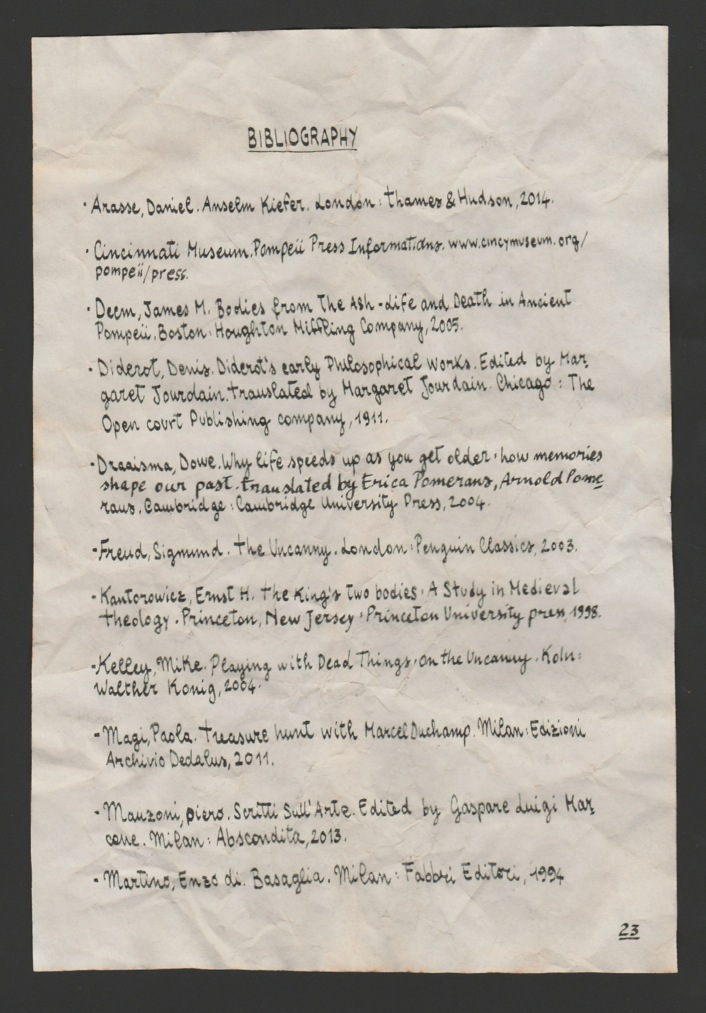 BIBLIOGRAPHY
· Arasse, Daniel. Anselm Kiefer. London: Thames & Hudson, 2014.
· Cincinnati Museum. Pompeii Press Informations. www.cincymuseum.org/
pompeii/press.
· Deem, James M. Bodies from The Ash - Life and Death in Ancient
Pompeii. Boston: Houghton Miffling Company, 2005.
· Diderot, Denis. Diderot's early Philosophical Works. Edited by Mar
garet Jourdain. translated by Margaret Jourdain. Chicago: The
Open court Publishing company, 1911.
· Draaisma, Dowe. Why life speeds up as you get older: how memories
shape our past. translated by Erica Pomerans, Arnold Pome
rans. Cambridge: Cambridge University Press, 2004.
- Freud, Sigmund. The Uncanny. London: Penguin Classics, 2003.
- Kantorowicz, Ernst H. The King's two bodies: A Study in Medieval
theology. Princeton, New Jersey: Princeton University press, 1998.
- Kelley, Mike. Playing with Dead Things: on the Uncanny. Koln:
Walther Konig, 2004.
- Magi, Paola. treasure hunt with Marcel Duchamp. Milan: Edizioni
Archivio Dedalus, 2011.
- Manzoni, piero. Scritti Sull'Arte. Edited by Gaspare Luigi Mar
cone. Milan: Abscondita, 2013.
- Martino, Enzo di. Basaglia. Milan: Fabbri Editori, 1994
23